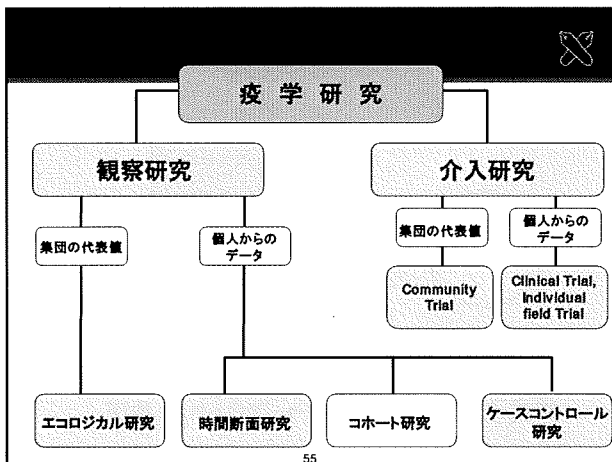 疫学研究
観察研究
介入研究
集団の代表値
個人からの
データ
集団の代表値
個人からの
データ
Community
Trial
Clinical Trial,
Individual
field Trial
エコロジカル研究
時間断面研究
コホート研究
ケースコントロール
研究
55